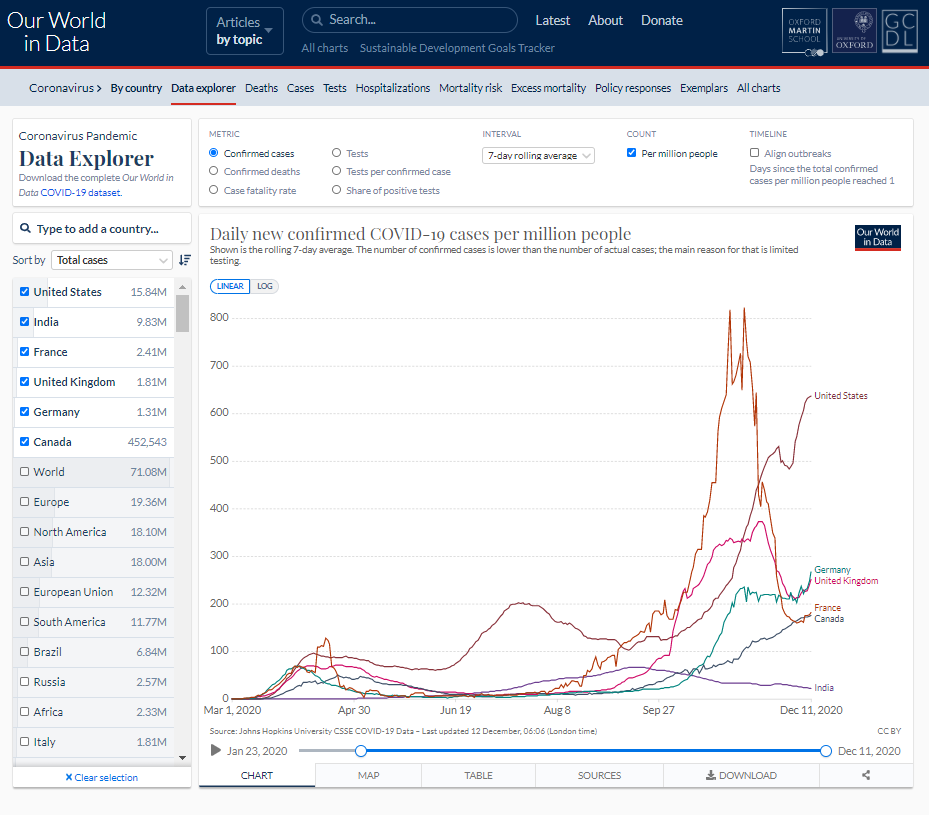 Our World
in Data
Articles
by topic
Search...
Latest
About
Donate
All charts
Sustainable Development Goals Tracker
OXFORD
MARTIN
SCHOOL
UNIVERSITY OF
OXFORD
GC
DL
Coronavirus
By country
Data explorer
Deaths
Cases
Tests
Hospitalizations
Mortality risk
Excess mortality
Policy responses
Exemplars
All charts
Coronavirus Pandemic
Data Explorer
Download the complete Our World in
Data COVID-19 dataset.
METRIC
Confirmed cases
Confirmed deaths
Case fatality rate
Tests
Tests per confirmed case
Share of positive tests
INTERVAL
7-day rolling average
COUNT
Per million people
TIMELINE
Align outbreaks
Days since the total confirmed
cases per million people reached 1
Type to add a country...
Sort by
Total cases
United States 15.84M
India 9.83M
France 2.41M
United Kingdom 1.81M
Germany 1.31M
Canada 452,543
World 71.08M
Europe 19.36M
North America 18.10M
Asia 18.00M
European Union 12.32M
South America 11.77M
Brazil 6.84M
Russia 2.57M
Africa 2.33M
Italy 1.81M
Clear selection
Daily new confirmed COVID-19 cases per million people
Shown is the rolling 7-day average. The number of confirmed cases is lower than the number of actual cases; the main reason for that is limited
testing.
Our World
in Data
LINEAR
LOG
800
700
600
500
400
300
200
100
0
United States
Germany
United Kingdom
France
Canada
India
Mar 1, 2020
Apr 30
Jun 19
Aug 8
Sep 27
Dec 11, 2020
Source: Johns Hopkins University CSSE COVID-19 Data – Last updated 12 December, 06:06 (London time)
CC BY
Jan 23, 2020
Dec 11, 2020
CHART
MAP
TABLE
SOURCES
DOWNLOAD